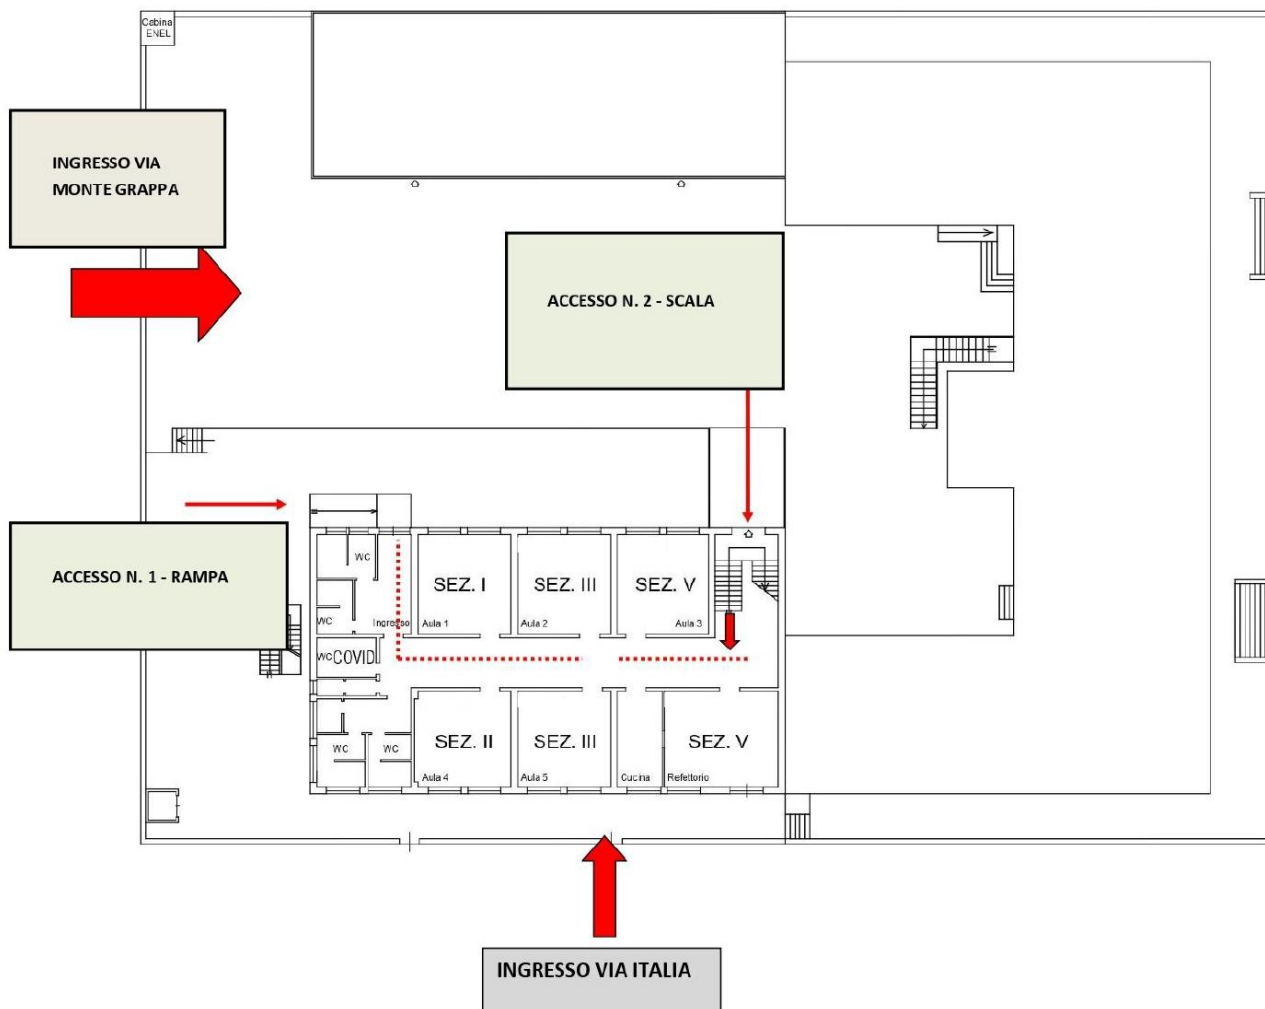 Cabina
ENEL
INGRESSO VIA
MONTE GRAPPA
ACCESSO N. 2 - SCALA
ACCESSO N. 1 - RAMPA
WC
SEZ. I
SEZ. III
SEZ. V
WC
Ingresso
Aula 1
Aula 2
Aula 3
WC
COVID
SEZ. II
SEZ. III
SEZ. V
WC
WC
Aula 4
Aula 5
Cucina
Refettorio
INGRESSO VIA ITALIA